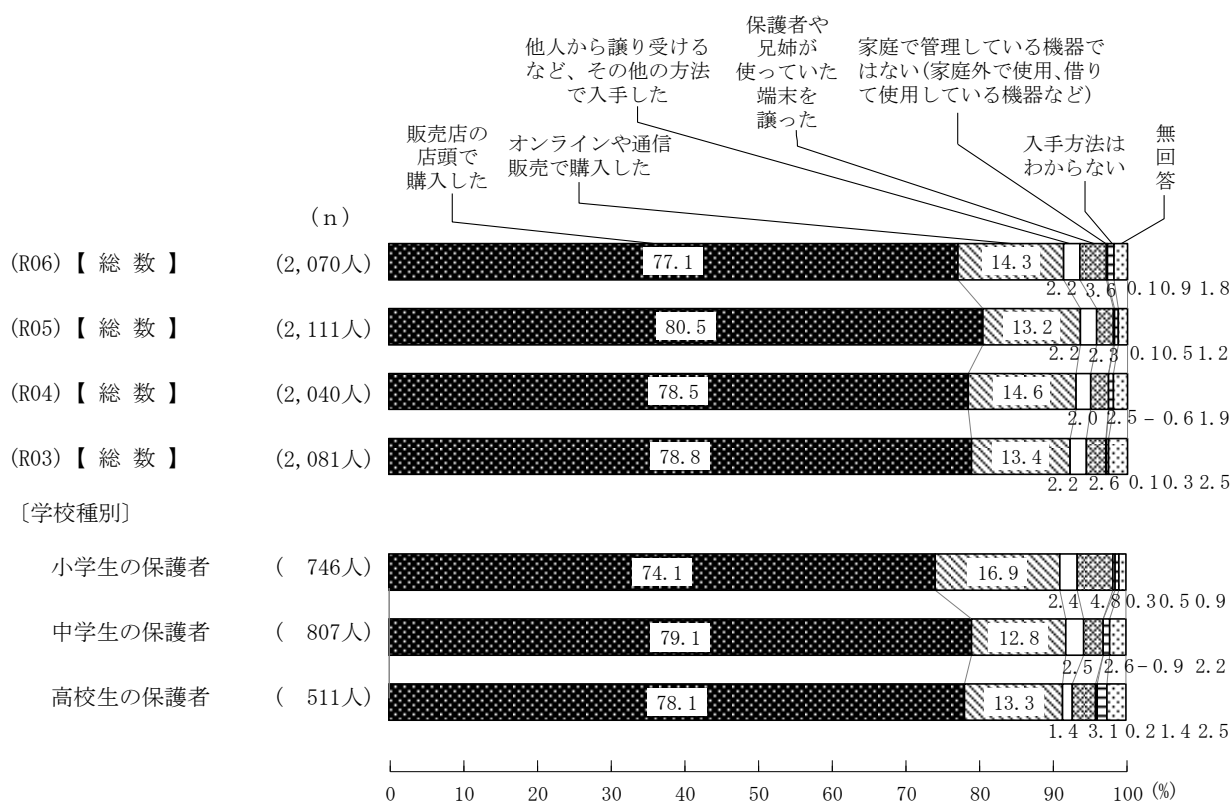 他人から譲り受ける
など、その他の方法
で入手した
保護者や
兄姉が
使っていた
端末を
譲った
家庭で管理している機器で
はない(家庭外で使用、借り
て使用している機器など)
販売店の
店頭で
購入した
オンラインや通信
販売で購入した
入手方法は
わからない
無回答
(n)
(R06)【 総 数 】 (2,070人) 77.1 14.3 2.2 3.6 0.1 0.9 1.8
(R05)【 総 数 】 (2,111人) 80.5 13.2 2.2 2.3 0.1 0.5 1.2
(R04)【 総 数 】 (2,040人) 78.5 14.6 2.0 2.5 - 0.6 1.9
(R03)【 総 数 】 (2,081人) 78.8 13.4 2.2 2.6 0.1 0.3 2.5
〔学校種別〕
小学生の保護者 ( 746人) 74.1 16.9 2.4 4.8 0.3 0.5 0.9
中学生の保護者 ( 807人) 79.1 12.8 2.5 2.6 - 0.9 2.2
高校生の保護者 ( 511人) 78.1 13.3 1.4 3.1 0.2 1.4 2.5
0 10 20 30 40 50 60 70 80 90 100 (%)